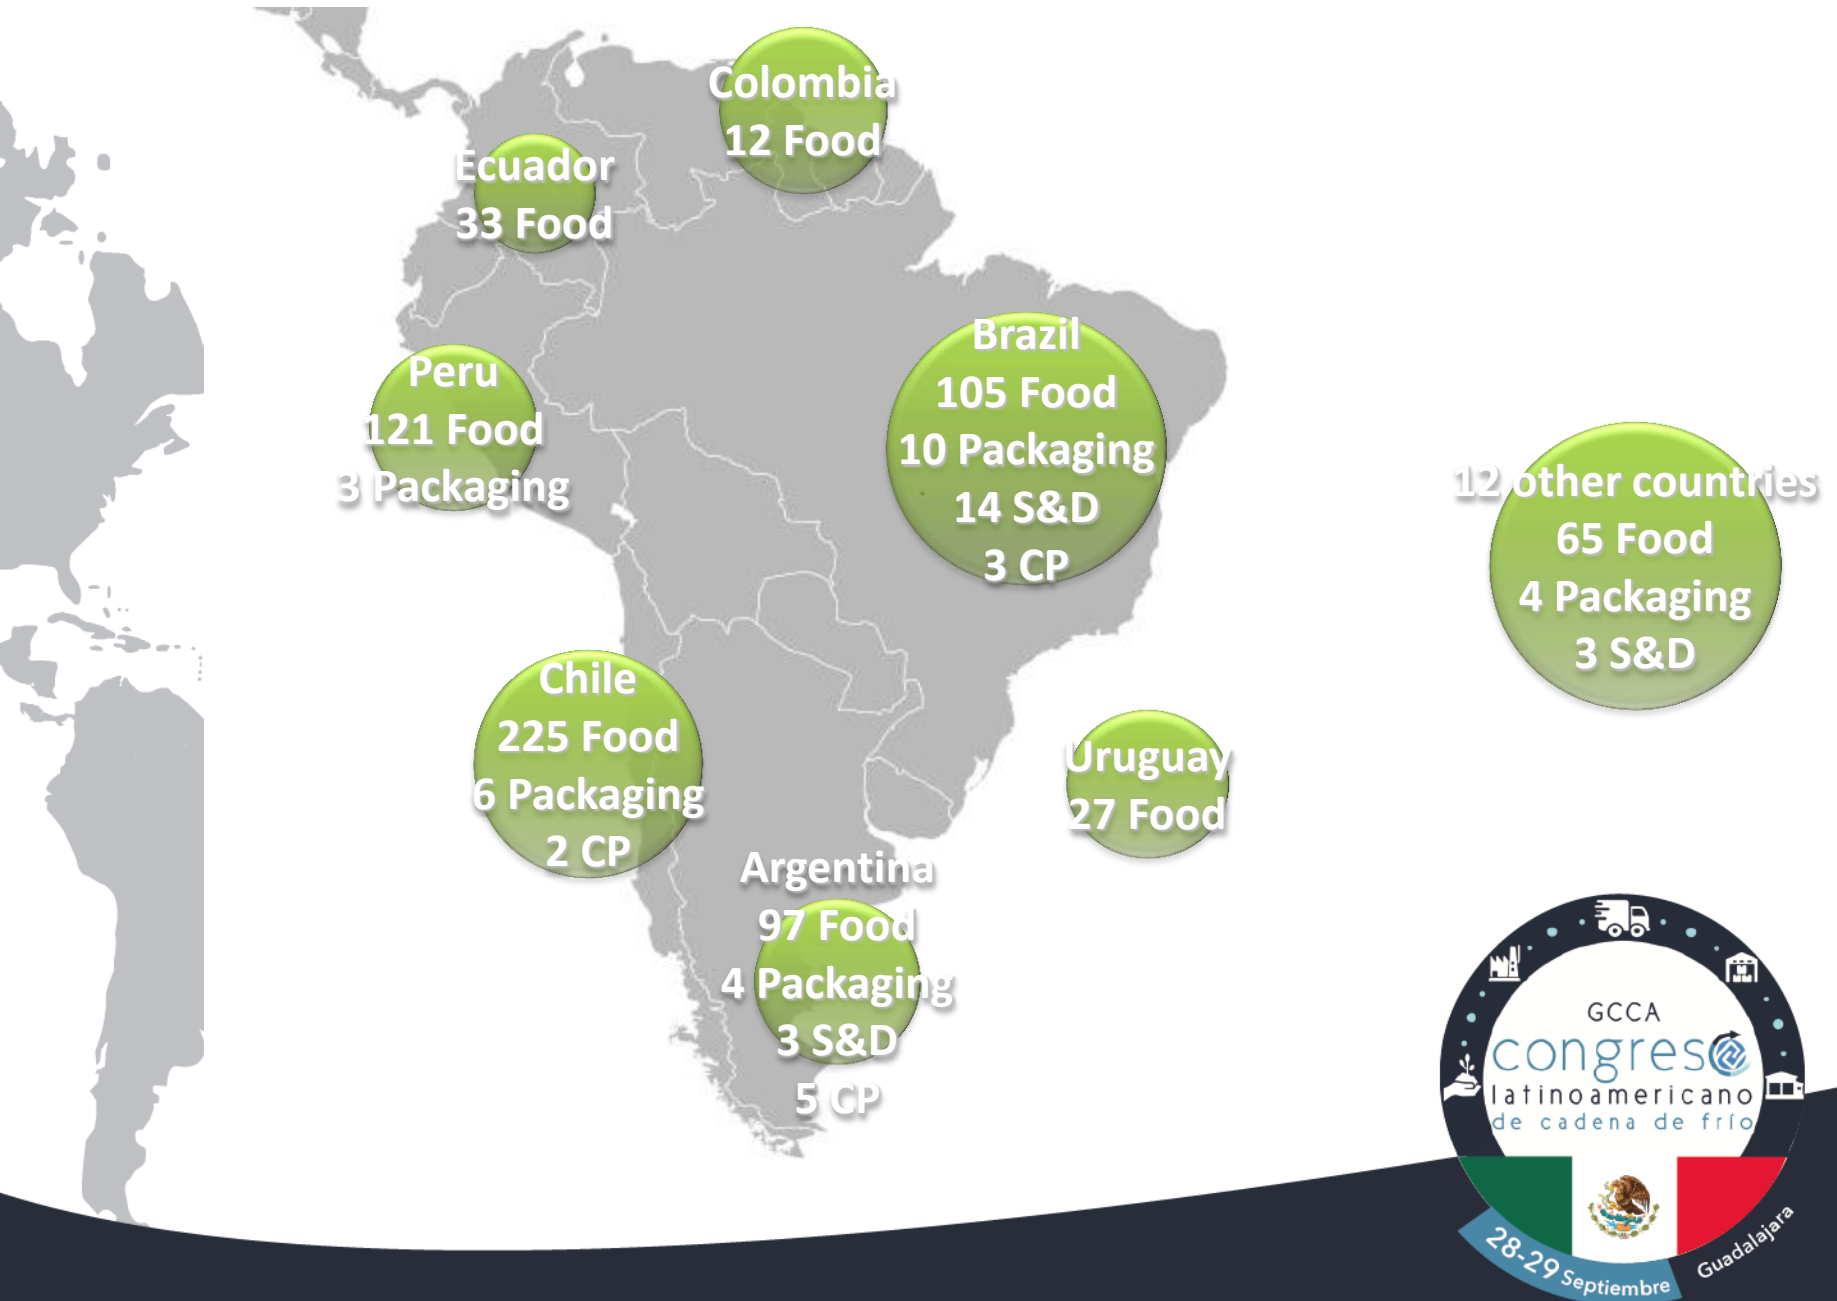 Colombia
12 Food
Ecuador
33 Food
Peru
121 Food
3 Packaging
Brazil
105 Food
10 Packaging
14 S&D
3 CP
12 other countries
65 Food
4 Packaging
3 S&D
Chile
225 Food
6 Packaging
2 CP
Uruguay
27 Food
Argentina
97 Food
4 Packaging
3 S&D
5 CP
GCCA
congreso
latinoamericano
de cadena de frío
28-29 Septiembre
Guadalajara